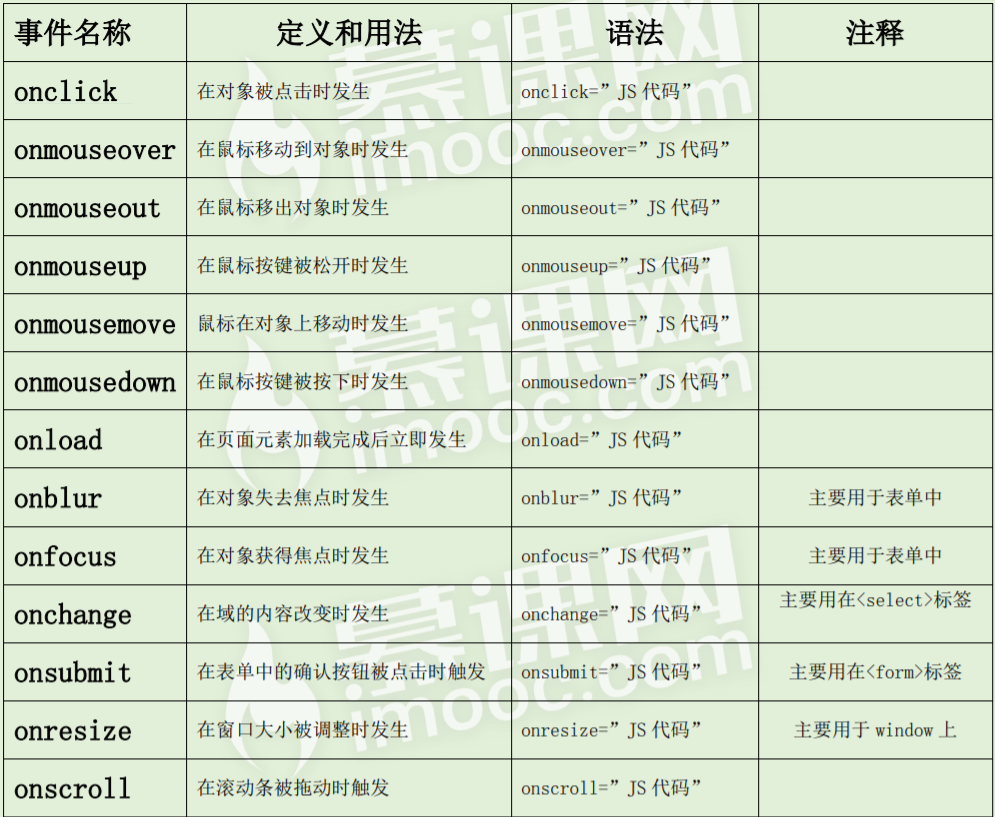 事件名称 定义和用法 语法 注释
onclick 在对象被点击时发生 onclick=”JS 代码”
onmouseover 在鼠标移动到对象时发生 onmouseover=”JS 代码”
onmouseout 在鼠标移出对象时发生 onmouseout=”JS 代码”
onmouseup 在鼠标按键被松开时发生 onmouseup=”JS 代码”
onmousemove 鼠标在对象上移动时发生 onmousemove=”JS 代码”
onmousedown 在鼠标按键被按下时发生 onmousedown=”JS 代码”
onload 在页面元素加载完成后立即发生 onload=”JS 代码”
onblur 在对象失去焦点时发生 onblur=”JS 代码” 主要用于表单中
onfocus 在对象获得焦点时发生 onfocus=”JS 代码” 主要用于表单中
onchange 在域的内容改变时发生 onchange=”JS 代码” 主要用在<select>标签
onsubmit 在表单中的确认按钮被点击时触发 onsubmit=”JS 代码” 主要用在<form>标签
onresize 在窗口大小被调整时发生 onresize=”JS 代码” 主要用于 window 上
onscroll 在滚动条被拖动时触发 onscroll=”JS 代码”
慕课网
imooc.com
慕课网
imooc.com
慕课网
imooc.com